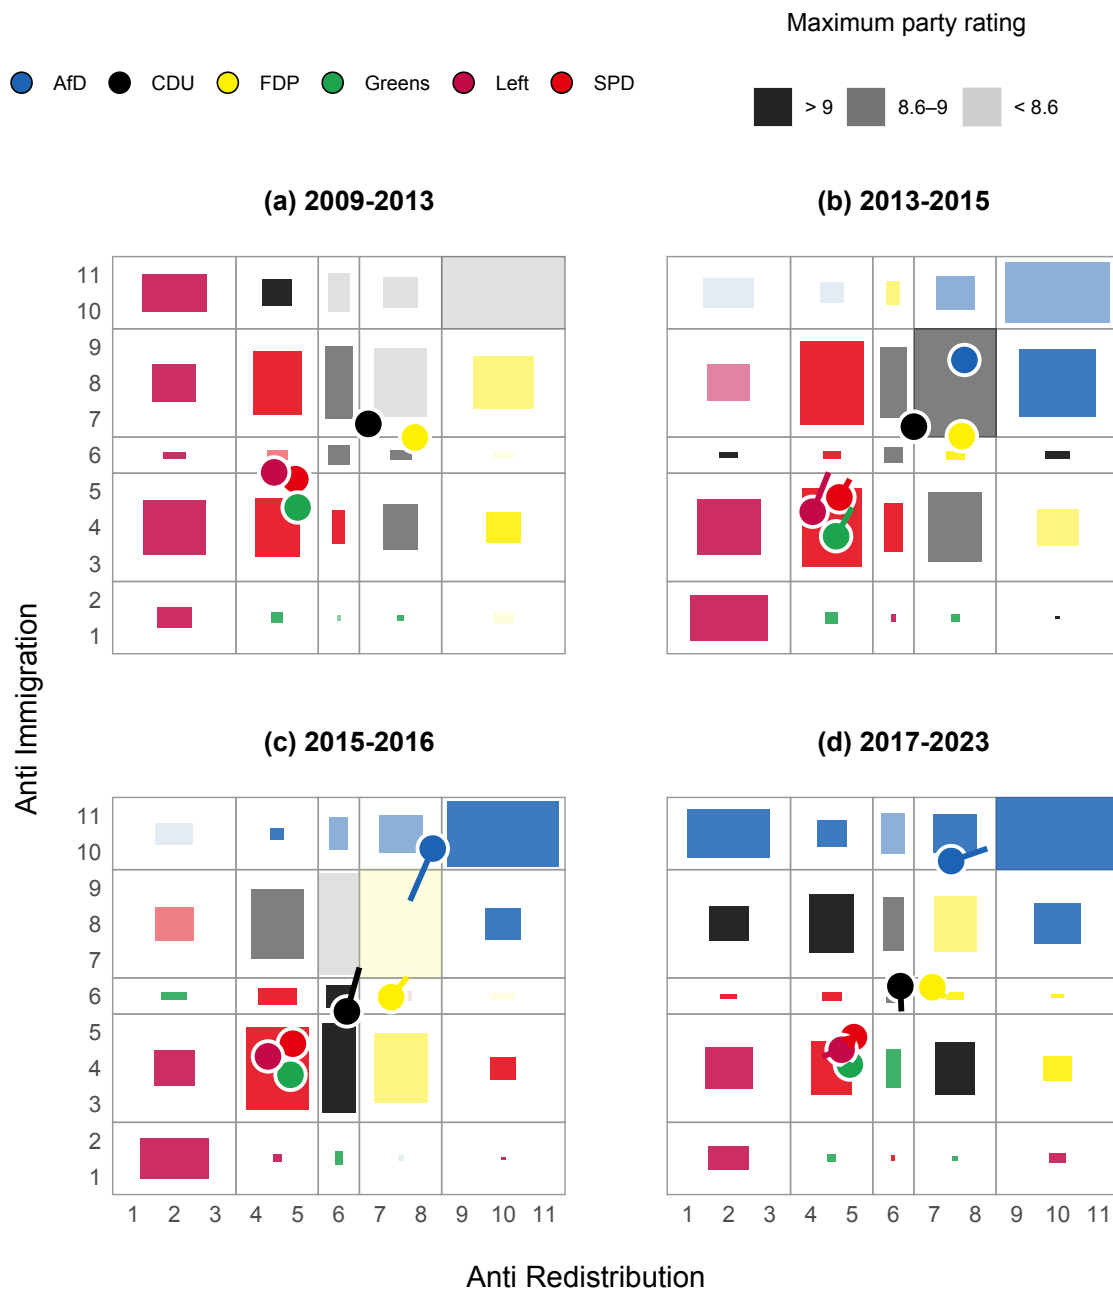 Maximum party rating
AfD CDU FDP Greens Left SPD
> 9 8.6–9 < 8.6
(a) 2009-2013
(b) 2013-2015
11
10
9
8
7
6
5
4
3
2
1
Anti Immigration
(c) 2015-2016
(d) 2017-2023
11
10
9
8
7
6
5
4
3
2
1
1 2 3 4 5 6 7 8 9 10 11
1 2 3 4 5 6 7 8 9 10 11
Anti Redistribution